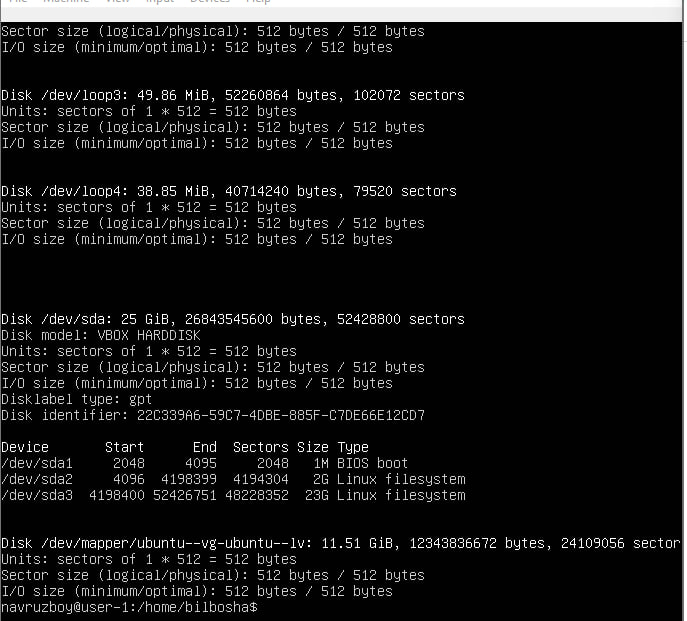 File Machine View Input Devices Help
Sector size (logical/physical): 512 bytes / 512 bytes
I/O size (minimum/optimal): 512 bytes / 512 bytes
Disk /dev/loop3: 49.86 MiB, 52260864 bytes, 102072 sectors
Units: sectors of 1 * 512 = 512 bytes
Sector size (logical/physical): 512 bytes / 512 bytes
I/O size (minimum/optimal): 512 bytes / 512 bytes
Disk /dev/loop4: 38.85 MiB, 40714240 bytes, 79520 sectors
Units: sectors of 1 * 512 = 512 bytes
Sector size (logical/physical): 512 bytes / 512 bytes
I/O size (minimum/optimal): 512 bytes / 512 bytes
Disk /dev/sda: 25 GiB, 26843545600 bytes, 52428800 sectors
Disk model: VBOX HARDDISK
Units: sectors of 1 * 512 = 512 bytes
Sector size (logical/physical): 512 bytes / 512 bytes
I/O size (minimum/optimal): 512 bytes / 512 bytes
Disklabel type: gpt
Disk identifier: 22C339A6-59C7-4DBE-885F-C7DE66E12CD7
Device Start End Sectors Size Type
/dev/sda1 2048 4095 2048 1M BIOS boot
/dev/sda2 4096 4198399 4194304 2G Linux filesystem
/dev/sda3 4198400 52426751 48228352 23G Linux filesystem
Disk /dev/mapper/ubuntu--vg-ubuntu--lv: 11.51 GiB, 12343836672 bytes, 24109056 sector
Units: sectors of 1 * 512 = 512 bytes
Sector size (logical/physical): 512 bytes / 512 bytes
I/O size (minimum/optimal): 512 bytes / 512 bytes
navruzboy@user-1:/home/bilbosha$